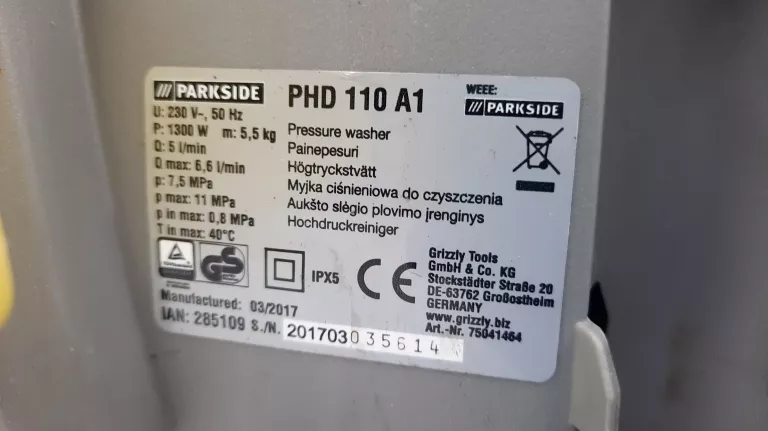 PARKSIDE
PHD 110 A1
WEEE:
PARKSIDE
U: 230 V~, 50 Hz
P: 1300 W m: 5,5 kg
Q: 5 l/min
Q max: 6,6 l/min
p: 7,5 MPa
p max: 11 MPa
p in max: 0,8 MPa
T in max: 40°C
Pressure washer
Painepesuri
Högtryckstvätt
Myjka ciśnieniowa do czyszczenia
Aukšto slėgio plovimo įrenginys
Hochdruckreiniger
GS
IPX5
CE
Grizzly Tools
GmbH & Co. KG
Stockstädter Straße 20
DE-63762 Großostheim
GERMANY
www.grizzly.biz
Art.-Nr. 75041464
Manufactured: 03/2017
IAN: 285109 S./N. 201703035614